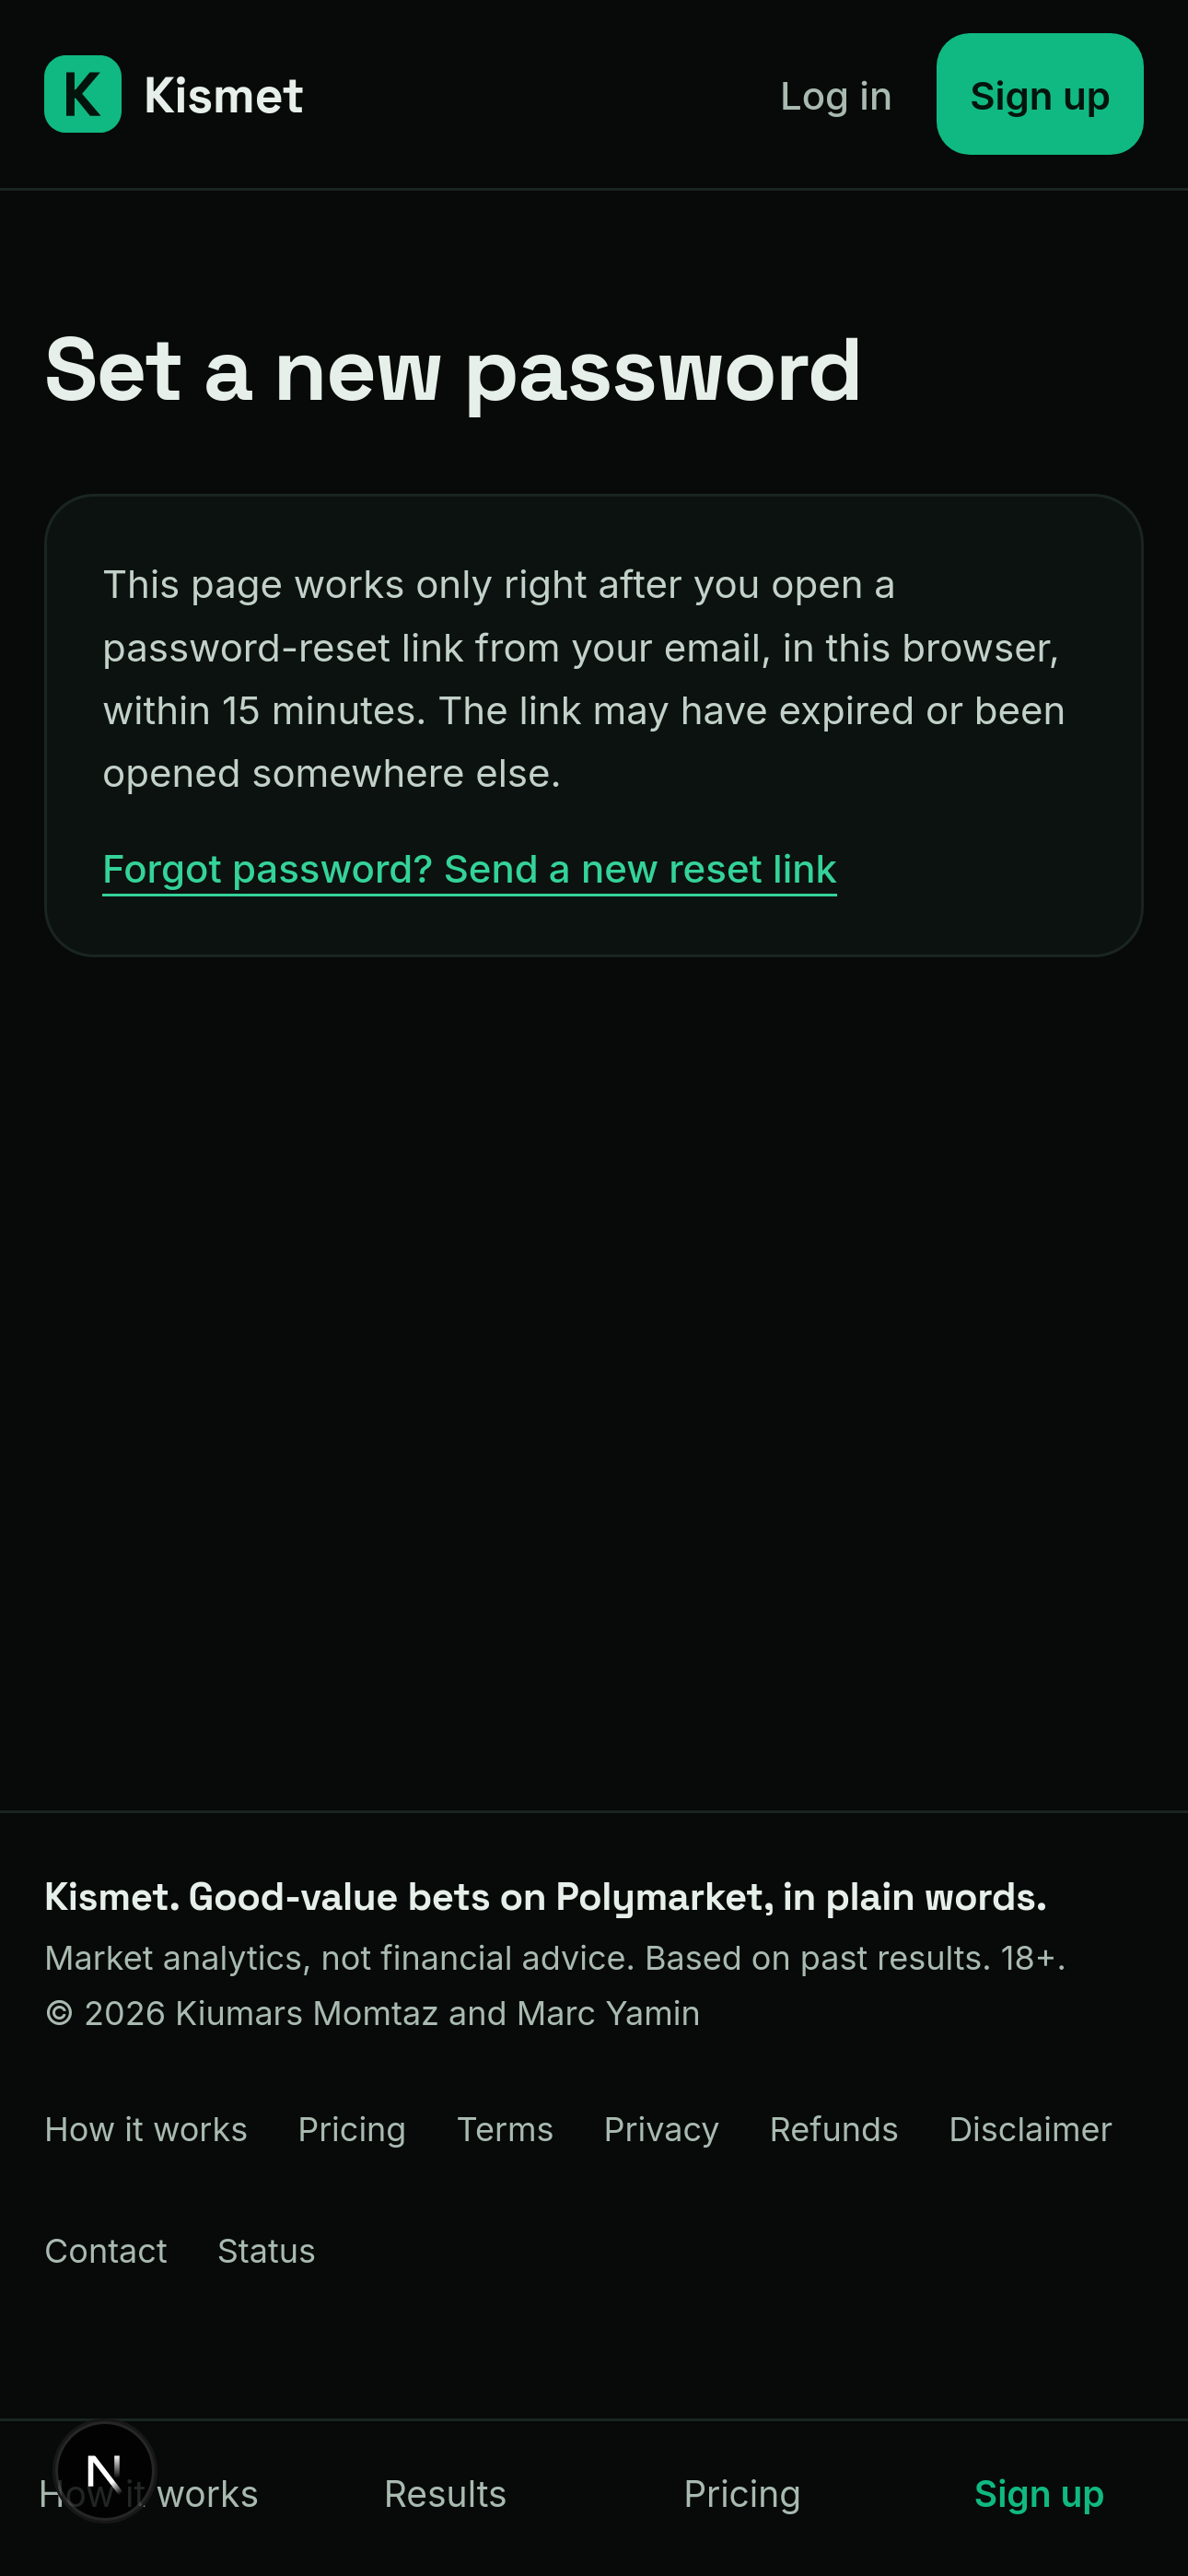 K Kismet
Log in
Sign up
Set a new password
This page works only right after you open a
password-reset link from your email, in this browser,
within 15 minutes. The link may have expired or been
opened somewhere else.
Forgot password? Send a new reset link
Kismet. Good-value bets on Polymarket, in plain words.
Market analytics, not financial advice. Based on past results. 18+.
© 2026 Kiumars Momtaz and Marc Yamin
How it works Pricing Terms Privacy Refunds Disclaimer
Contact Status
N
How it works Results Pricing Sign up